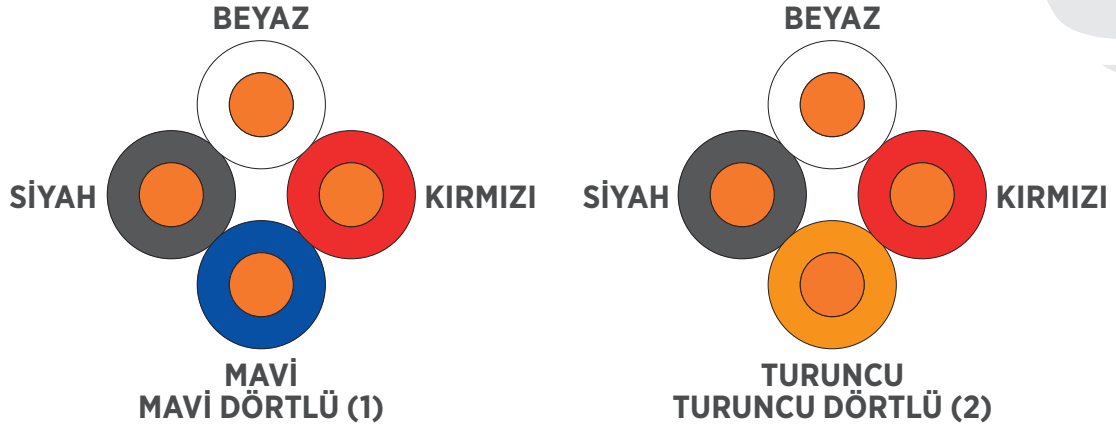 BEYAZ
SİYAH
KIRMIZI
MAVİ
MAVİ DÖRTLÜ (1)
BEYAZ
SİYAH
KIRMIZI
TURUNCU
TURUNCU DÖRTLÜ (2)